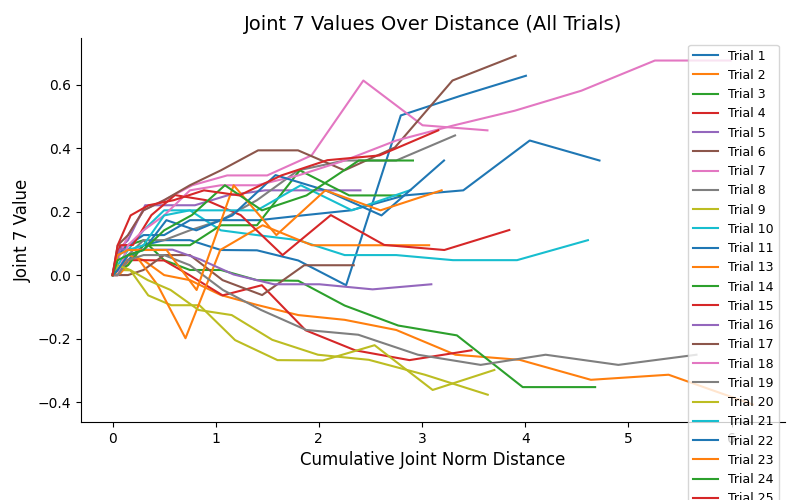 Joint 7 Values Over Distance (All Trials)
Joint 7 Value
0.6
0.4
0.2
0.0
−0.2
−0.4
0
1
2
3
4
5
Cumulative Joint Norm Distance
Trial 1
Trial 2
Trial 3
Trial 4
Trial 5
Trial 6
Trial 7
Trial 8
Trial 9
Trial 10
Trial 11
Trial 13
Trial 14
Trial 15
Trial 16
Trial 17
Trial 18
Trial 19
Trial 20
Trial 21
Trial 22
Trial 23
Trial 24
Trial 25